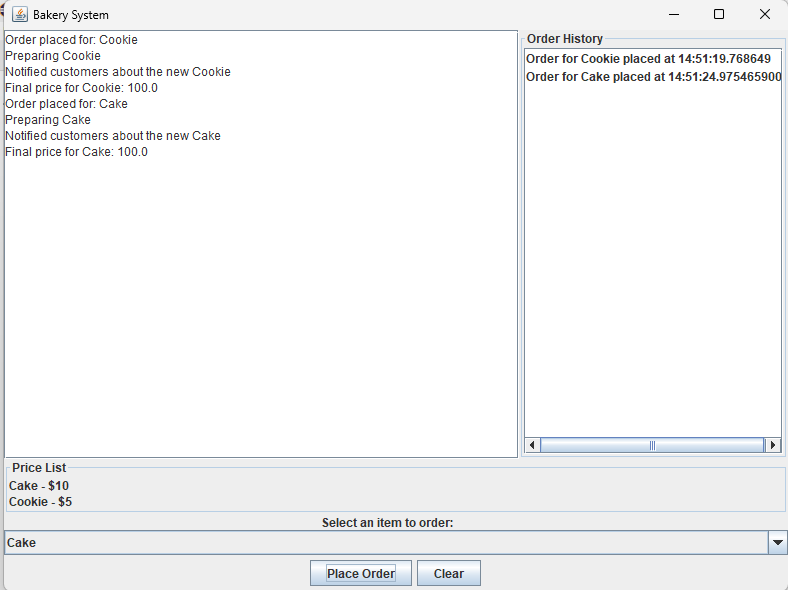 Bakery System
Order placed for: Cookie
Preparing Cookie
Notified customers about the new Cookie
Final price for Cookie: 100.0
Order placed for: Cake
Preparing Cake
Notified customers about the new Cake
Final price for Cake: 100.0
Order History
Order for Cookie placed at 14:51:19.768649
Order for Cake placed at 14:51:24.975465900
Price List
Cake - $10
Cookie - $5
Select an item to order:
Cake
Place Order
Clear